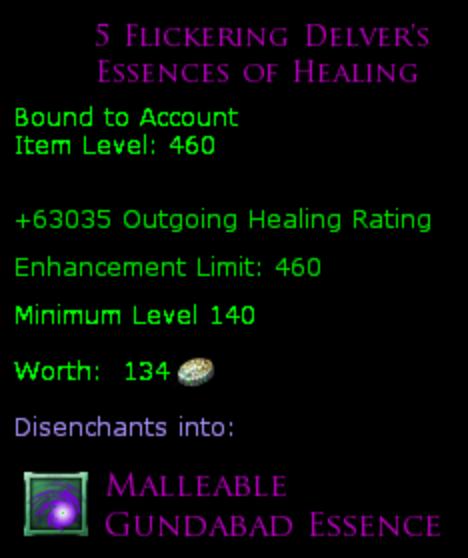 5 Flickering Delver's
Essences of Healing
Bound to Account
Item Level: 460
+63035 Outgoing Healing Rating
Enhancement Limit: 460
Minimum Level 140
Worth: 134
Disenchants into:
Malleable
Gundabad Essence